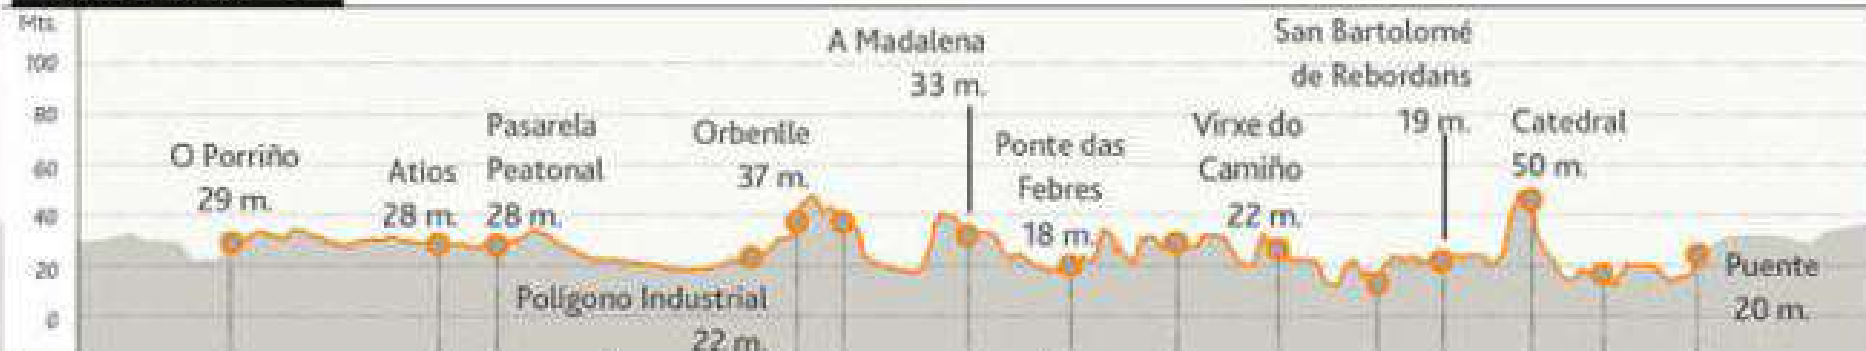 Mts.
100
80
60
40
20
0
O Porriño
29 m.
Atios
28 m.
Pasarela
Peatonal
28 m.
Polígono Industrial
22 m.
Orbenlle
37 m.
A Madalena
33 m.
Ponte das
Febres
18 m.
Virxe do
Camiño
22 m.
San Bartolomé
de Rebordans
19 m.
Catedral
50 m.
Puente
20 m.